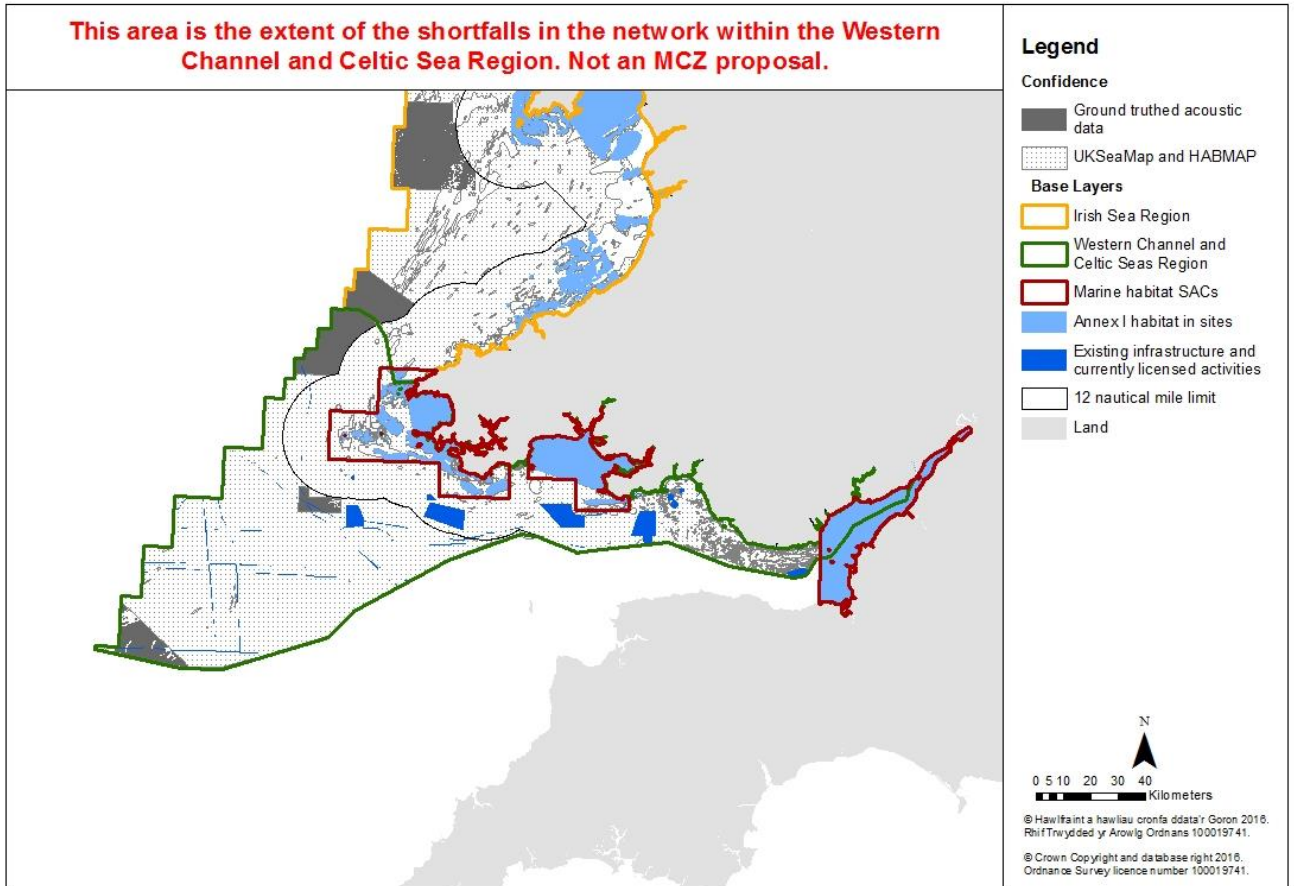 This area is the extent of the shortfalls in the network within the Western
Channel and Celtic Sea Region. Not an MCZ proposal.
Legend
Confidence
Ground truthed acoustic
data
UKSeaMap and HABMAP
Base Layers
Irish Sea Region
Western Channel and
Celtic Seas Region
Marine habitat SACs
Annex I habitat in sites
Existing infrastructure and
currently licensed activities
12 nautical mile limit
Land
N
0 5 10 20 30 40
Kilometers
© Hawlfraint a hawliau cronfa ddata'r Goron 2016.
Rhif Trwydded yr Arowlg Ordnans 100019741.
© Crown Copyright and database right 2016.
Ordnance Survey licence number 100019741.